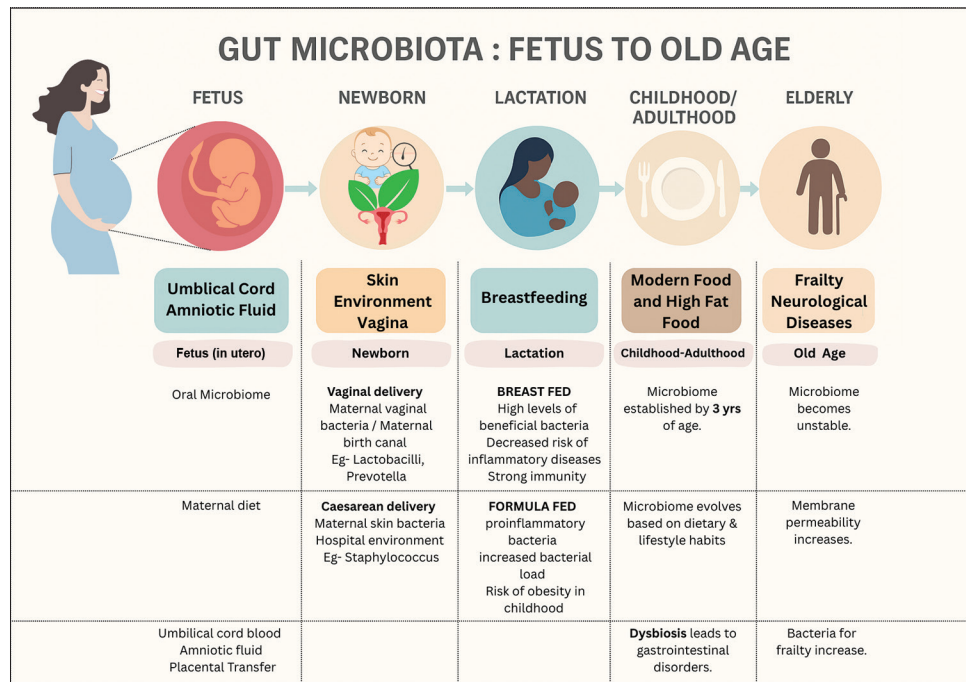 GUT MICROBIOTA : FETUS TO OLD AGE
FETUS
NEWBORN
LACTATION
CHILDHOOD/
ADULTHOOD
ELDERLY
Umblical Cord
Amniotic Fluid
Skin
Environment
Vagina
Breastfeeding
Modern Food
and High Fat
Food
Frailty
Neurological
Diseases
Fetus (in utero)
Newborn
Lactation
Childhood-Adulthood
Old Age
Oral Microbiome
Vaginal delivery
Maternal vaginal
bacteria / Maternal
birth canal
Eg- Lactobacilli,
Prevotella
BREAST FED
High levels of
beneficial bacteria
Decreased risk of
inflammatory diseases
Strong immunity
Microbiome
established by 3 yrs
of age.
Microbiome
becomes
unstable.
Maternal diet
Caesarean delivery
Maternal skin bacteria
Hospital environment
Eg- Staphylococcus
FORMULA FED
proinflammatory
bacteria
increased bacterial
load
Risk of obesity in
childhood
Microbiome evolves
based on dietary &
lifestyle habits
Membrane
permeability
increases.
Umbilical cord blood
Amniotic fluid
Placental Transfer
Dysbiosis leads to
gastrointestinal
disorders.
Bacteria for
frailty increase.